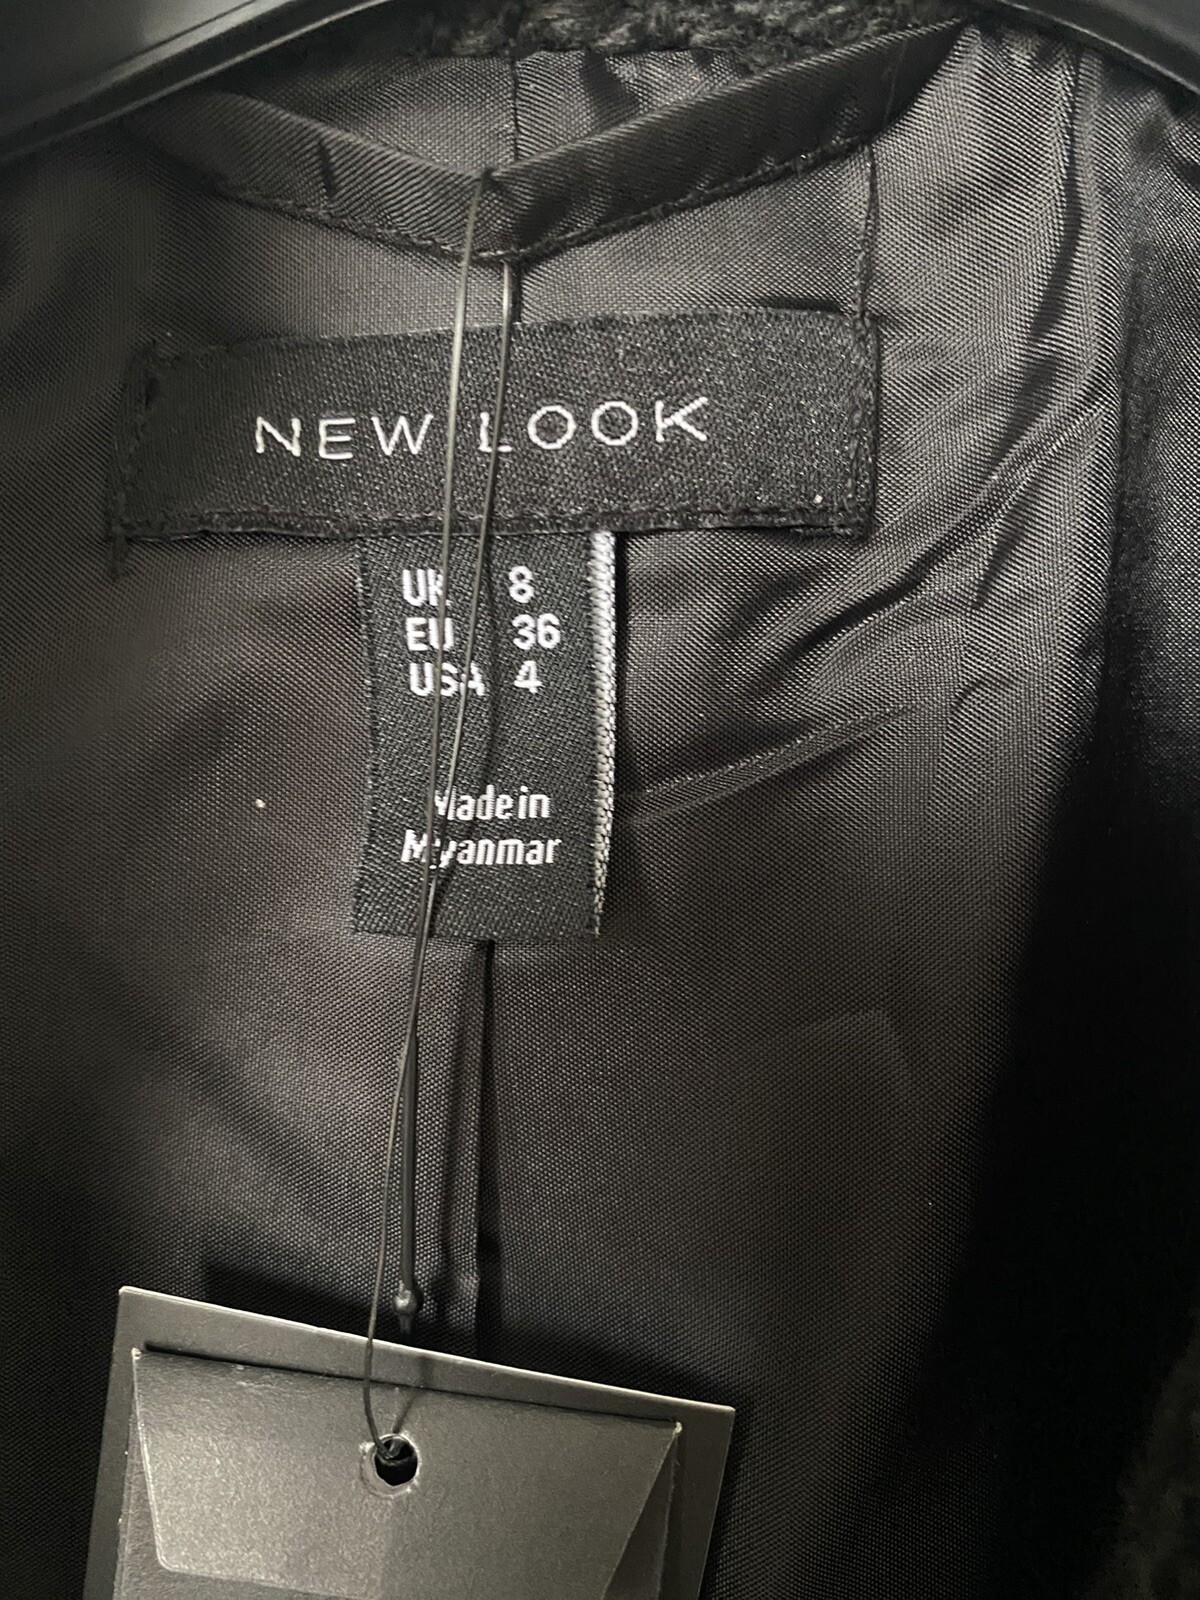 NEW LOOK
UK 8
EU 36
USA 4
Made in
Myanmar